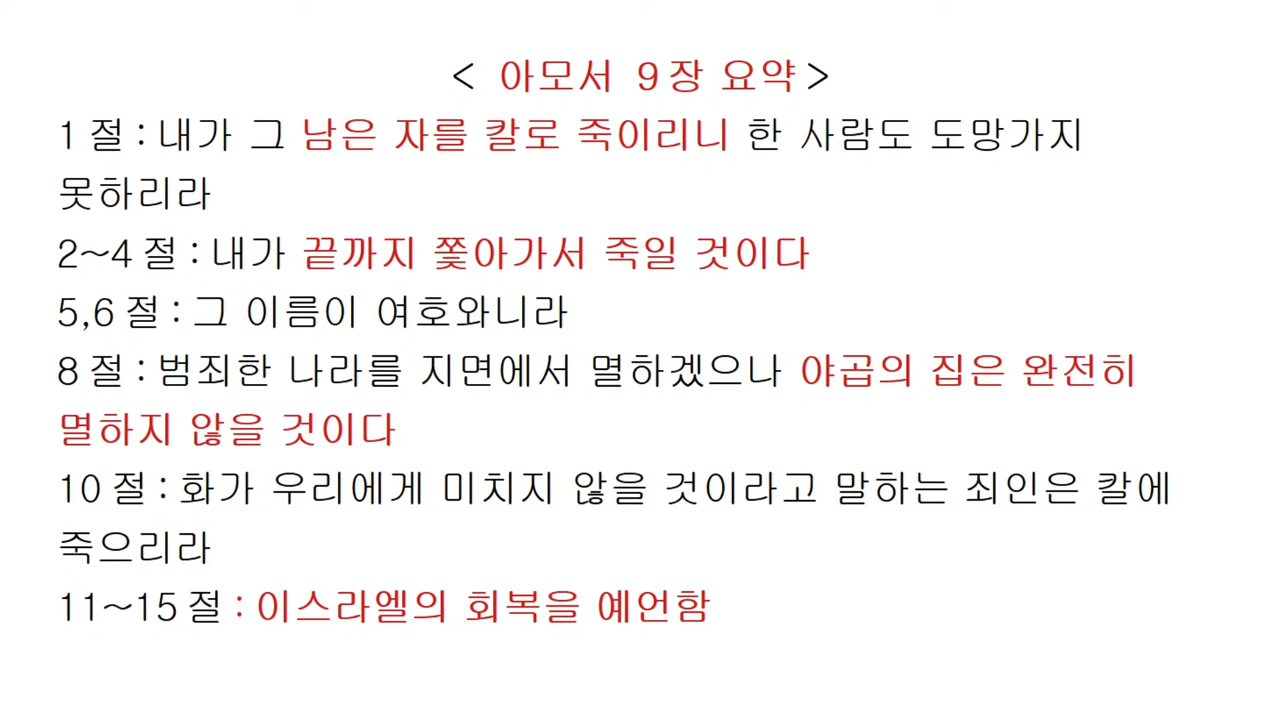 < 아모서 9장 요약>
1절 : 내가 그 남은 자를 칼로 죽이리니 한 사람도 도망가지
못하리라
2~4절 : 내가 끝까지 쫓아가서 죽일 것이다
5,6절 : 그 이름이 여호와니라
8절 : 범죄한 나라를 지면에서 멸하겠으나 야곱의 집은 완전히
멸하지 않을 것이다
10절 : 화가 우리에게 미치지 않을 것이라고 말하는 죄인은 칼에
죽으리라
11~15절 : 이스라엘의 회복을 예언함